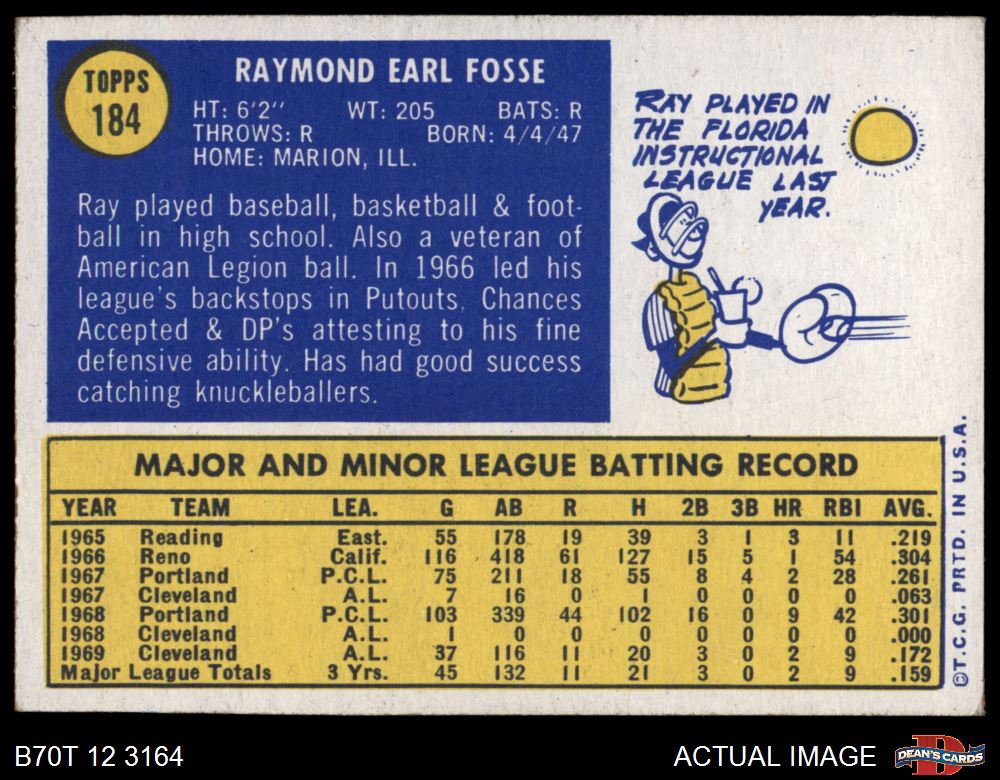 TOPPS
184
RAYMOND EARL FOSSE
HT: 6'2" WT: 205 BATS: R
THROWS: R BORN: 4/4/47
HOME: MARION, ILL.
Ray played baseball, basketball & foot-
ball in high school. Also a veteran of
American Legion ball. In 1966 led his
league's backstops in Putouts, Chances
Accepted & DP's attesting to his fine
defensive ability. Has had good success
catching knuckleballers.
RAY PLAYED IN
THE FLORIDA
INSTRUCTIONAL
LEAGUE LAST
YEAR.
MAJOR AND MINOR LEAGUE BATTING RECORD
YEAR TEAM LEA. G AB R H 2B 3B HR RBI AVG.
1965 Reading East. 55 178 19 39 3 1 3 11 .219
1966 Reno Calif. 116 418 61 127 15 5 1 54 .304
1967 Portland P.C.L. 75 211 18 55 8 4 2 28 .261
1967 Cleveland A.L. 7 16 0 1 0 0 0 0 .063
1968 Portland P.C.L. 103 339 44 102 16 0 9 42 .301
1968 Cleveland A.L. 1 0 0 0 0 0 0 0 .000
1969 Cleveland A.L. 37 116 11 20 3 0 2 9 .172
Major League Totals 3 Yrs. 45 132 11 21 3 0 2 9 .159
©T.C.G. PRTD. IN U.S.A.
B70T 12 3164
ACTUAL IMAGE
D
DEAN'S CARDS